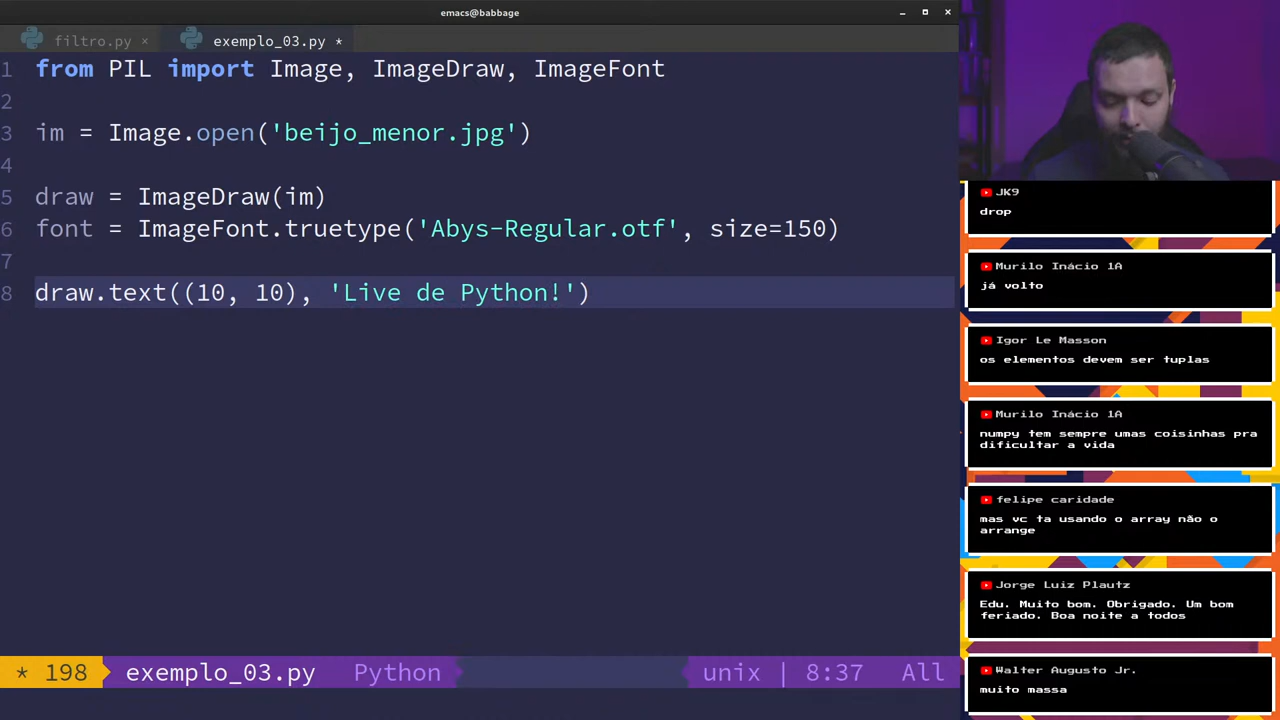 emacs@babbage
filtro.py × exemplo_03.py *
1 from PIL import Image, ImageDraw, ImageFont
2
3 im = Image.open('beijo_menor.jpg')
4
5 draw = ImageDraw(im)
6 font = ImageFont.truetype('Abys-Regular.otf', size=150)
7
8 draw.text((10, 10), 'Live de Python!')
* 198 exemplo_03.py Python unix | 8:37 All
JK9
drop
Murilo Inácio 1A
já volto
Igor Le Masson
os elementos devem ser tuplas
Murilo Inácio 1A
numpy tem sempre umas coisinhas pra
dificultar a vida
felipe caridade
mas vc ta usando o array não o
arrange
Jorge Luiz Plautz
Edu. Muito bom. Obrigado. Um bom
feriado. Boa noite a todos
Walter Augusto Jr.
muito massa